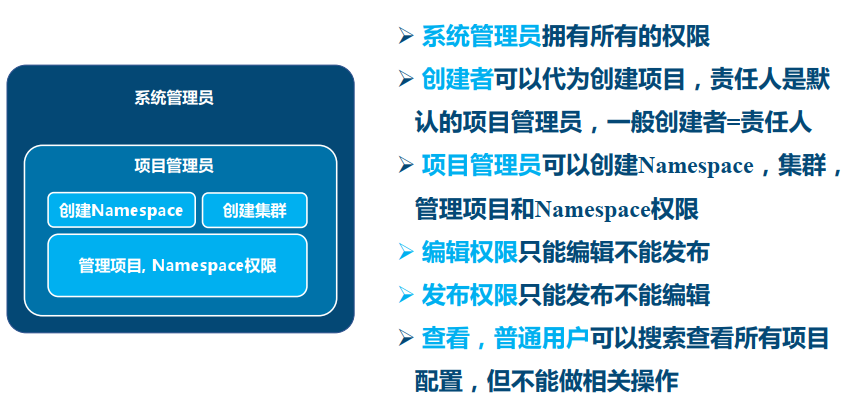 系统管理员
项目管理员
创建Namespace
创建集群
管理项目, Namespace权限
➢ 系统管理员拥有所有的权限
➢ 创建者可以代为创建项目，责任人是默
认的项目管理员，一般创建者=责任人
➢ 项目管理员可以创建Namespace，集群，
管理项目和Namespace权限
➢ 编辑权限只能编辑不能发布
➢ 发布权限只能发布不能编辑
➢ 查看，普通用户可以搜索查看所有项目
配置，但不能做相关操作